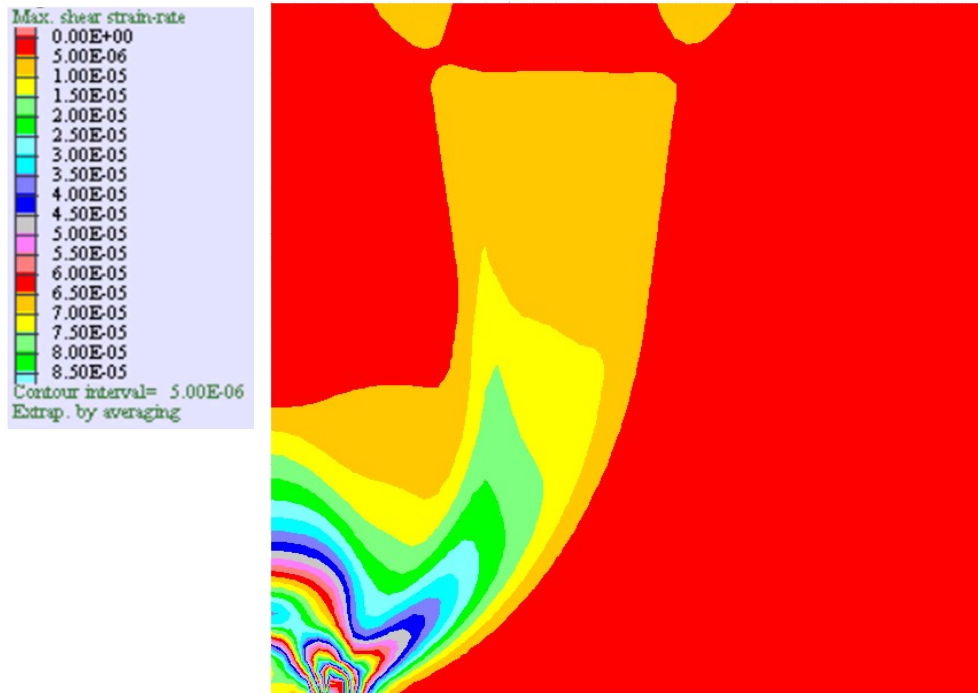 Max. shear strain-rate
0.00E+00
5.00E-06
1.00E-05
1.50E-05
2.00E-05
2.50E-05
3.00E-05
3.50E-05
4.00E-05
4.50E-05
5.00E-05
5.50E-05
6.00E-05
6.50E-05
7.00E-05
7.50E-05
8.00E-05
8.50E-05
Contour interval= 5.00E-06
Extrap. by averaging